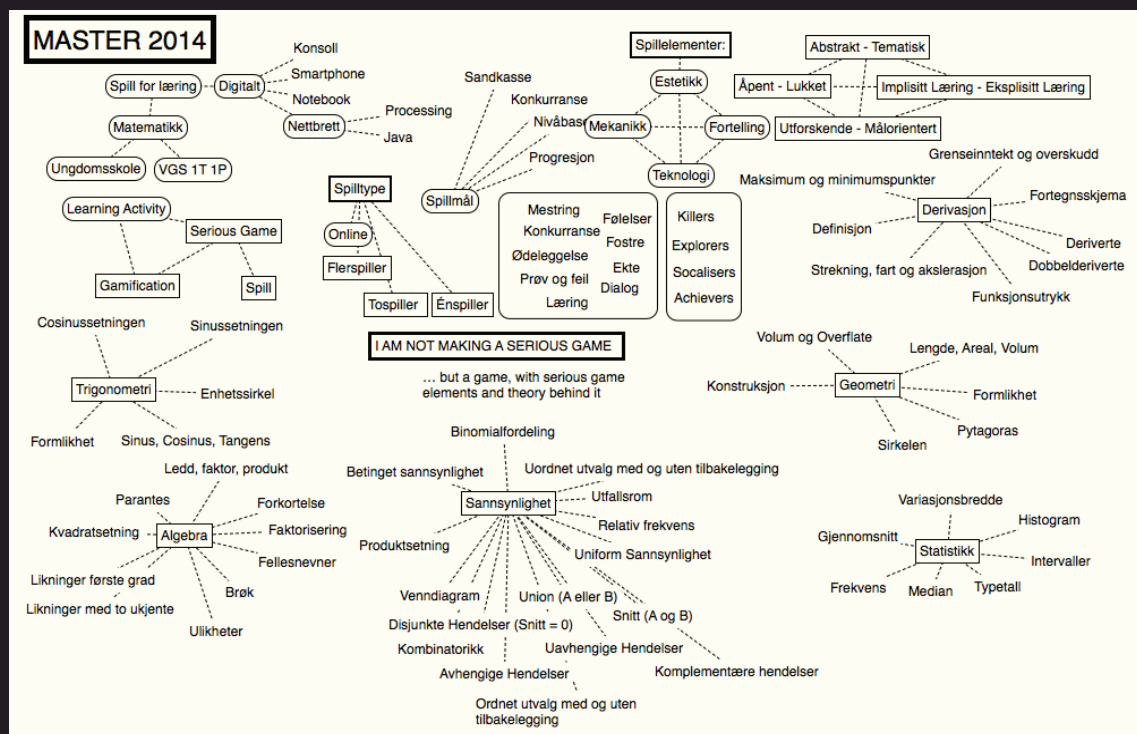 MASTER 2014
Spill for læring
Digitalt
Konsoll
Smartphone
Notebook
Nettbrett
Processing
Java
Matematikk
Ungdomsskole
VGS 1T 1P
Sandkasse
Konkurranse
Nivåbase
Progresjon
Spillmål
Spillelementer:
Estetikk
Mekanikk
Fortelling
Teknologi
Abstrakt - Tematisk
Åpent - Lukket
Implisitt Læring - Eksplisitt Læring
Utforskende - Målorientert
Learning Activity
Serious Game
Gamification
Spill
Spilltype
Online
Flerspiller
Tospiller
Énspiller
Mestring
Konkurranse
Ødeleggelse
Prøv og feil
Læring
Følelser
Fostre
Ekte
Dialog
Killers
Explorers
Socalisers
Achievers
Grenseinntekt og overskudd
Maksimum og minimumspunkter
Fortegnsskjema
Derivasjon
Definisjon
Deriverte
Strekning, fart og akslerasjon
Dobbelderiverte
Funksjonsutrykk
I AM NOT MAKING A SERIOUS GAME
... but a game, with serious game
elements and theory behind it
Cosinussetningen
Sinussetningen
Trigonometri
Enhetssirkel
Formlikhet
Sinus, Cosinus, Tangens
Volum og Overflate
Lengde, Areal, Volum
Konstruksjon
Geometri
Formlikhet
Pytagoras
Sirkelen
Ledd, faktor, produkt
Parantes
Forkortelse
Kvadratsetning
Algebra
Faktorisering
Fellesnevner
Likninger første grad
Brøk
Likninger med to ukjente
Ulikheter
Binomialfordeling
Betinget sannsynlighet
Uordnet utvalg med og uten tilbakelegging
Sannsynlighet
Utfallsrom
Relativ frekvens
Produktsetning
Uniform Sannsynlighet
Venndiagram
Union (A eller B)
Snitt (A og B)
Disjunkte Hendelser (Snitt = 0)
Kombinatorikk
Uavhengige Hendelser
Avhengige Hendelser
Komplementære hendelser
Ordnet utvalg med og uten
tilbakelegging
Variasjonsbredde
Histogram
Gjennomsnitt
Statistikk
Intervaller
Frekvens
Median
Typetall